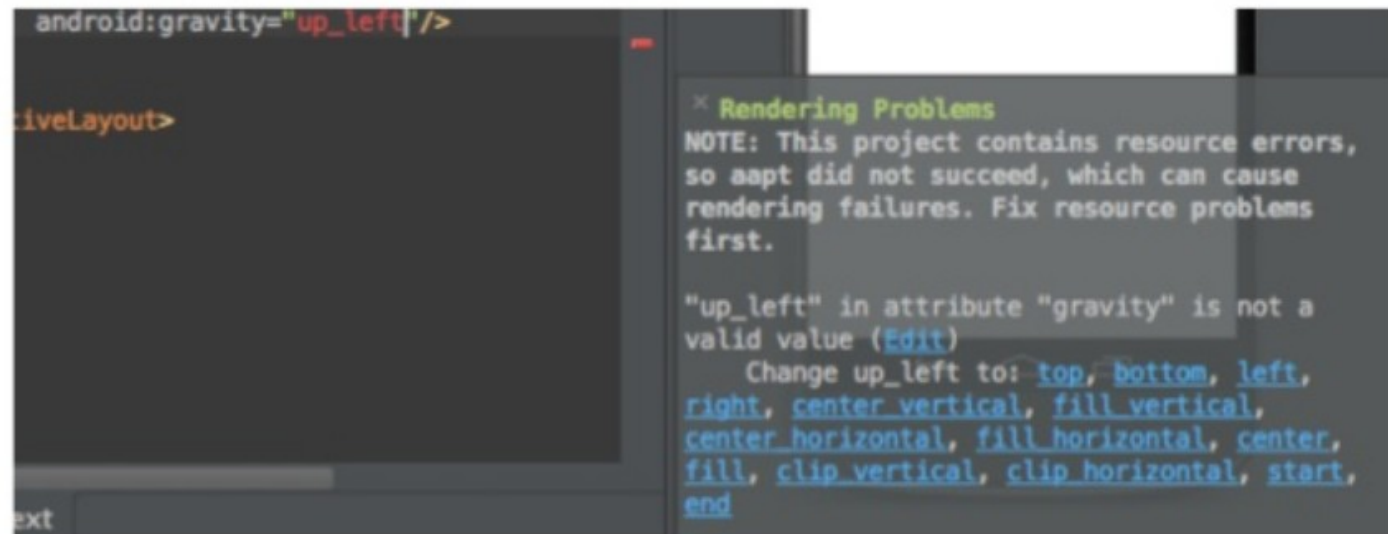 android:gravity="up_left"/>
tiveLayout>
ext
× Rendering Problems
NOTE: This project contains resource errors,
so aapt did not succeed, which can cause
rendering failures. Fix resource problems
first.
"up_left" in attribute "gravity" is not a
valid value (Edit)
Change up_left to: top, bottom, left,
right, center_vertical, fill_vertical,
center_horizontal, fill_horizontal, center,
fill, clip_vertical, clip_horizontal, start,
end